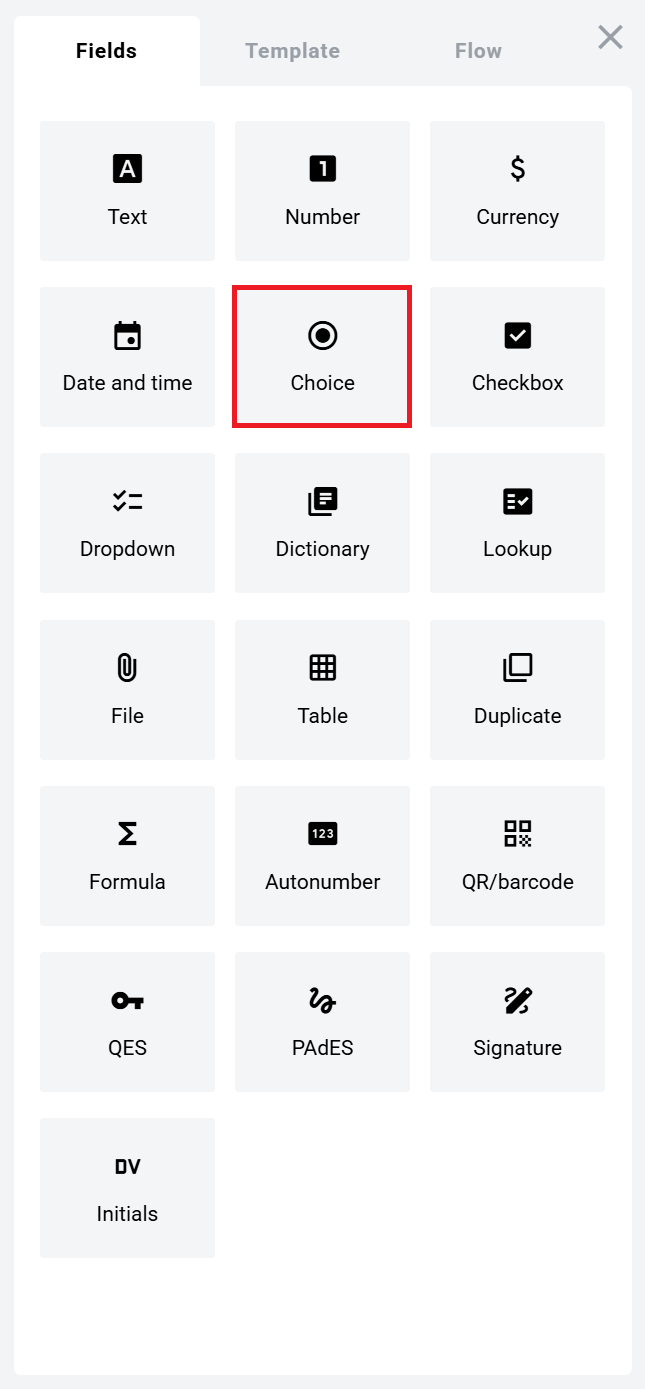 Fields Template Flow
A 1 $
Text Number Currency
Date and time Choice Checkbox
Dropdown Dictionary Lookup
File Table Duplicate
123
Formula Autonumber QR/barcode
QES PAdES Signature
DV
Initials